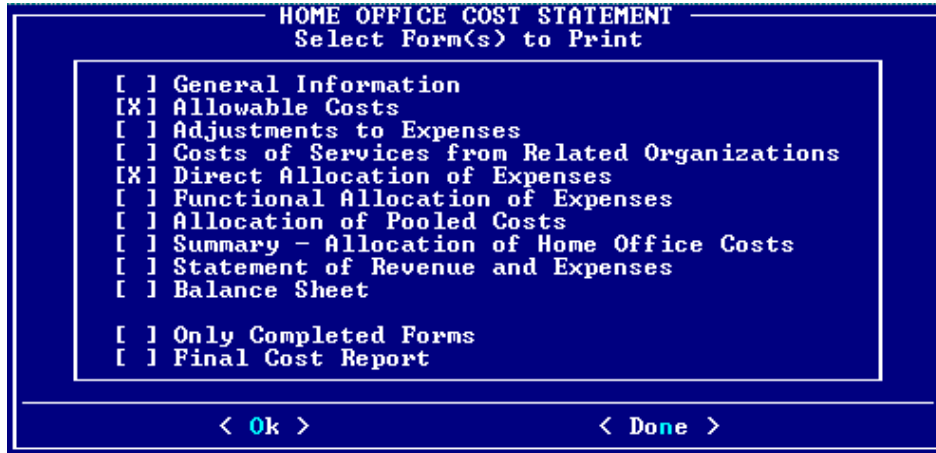 HOME OFFICE COST STATEMENT
Select Form(s) to Print
[ ] General Information
[X] Allowable Costs
[ ] Adjustments to Expenses
[ ] Costs of Services from Related Organizations
[X] Direct Allocation of Expenses
[ ] Functional Allocation of Expenses
[ ] Allocation of Pooled Costs
[ ] Summary - Allocation of Home Office Costs
[ ] Statement of Revenue and Expenses
[ ] Balance Sheet
[ ] Only Completed Forms
[ ] Final Cost Report
< Ok > < Done >